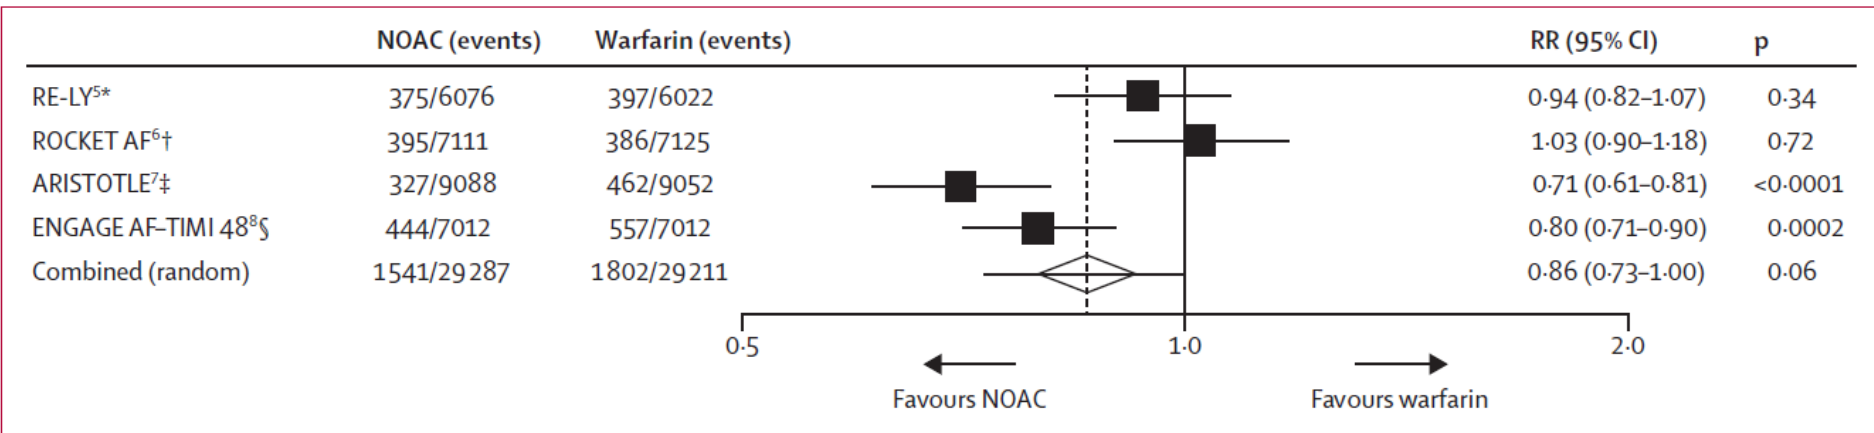 NOAC (events) Warfarin (events) RR (95% CI) p
RE-LY⁵* 375/6076 397/6022 0·94 (0·82–1·07) 0·34
ROCKET AF⁶† 395/7111 386/7125 1·03 (0·90–1·18) 0·72
ARISTOTLE⁷‡ 327/9088 462/9052 0·71 (0·61–0·81) <0·0001
ENGAGE AF–TIMI 48⁸§ 444/7012 557/7012 0·80 (0·71–0·90) 0·0002
Combined (random) 1541/29 287 1802/29 211 0·86 (0·73–1·00) 0·06
0·5 1·0 2·0
Favours NOAC Favours warfarin